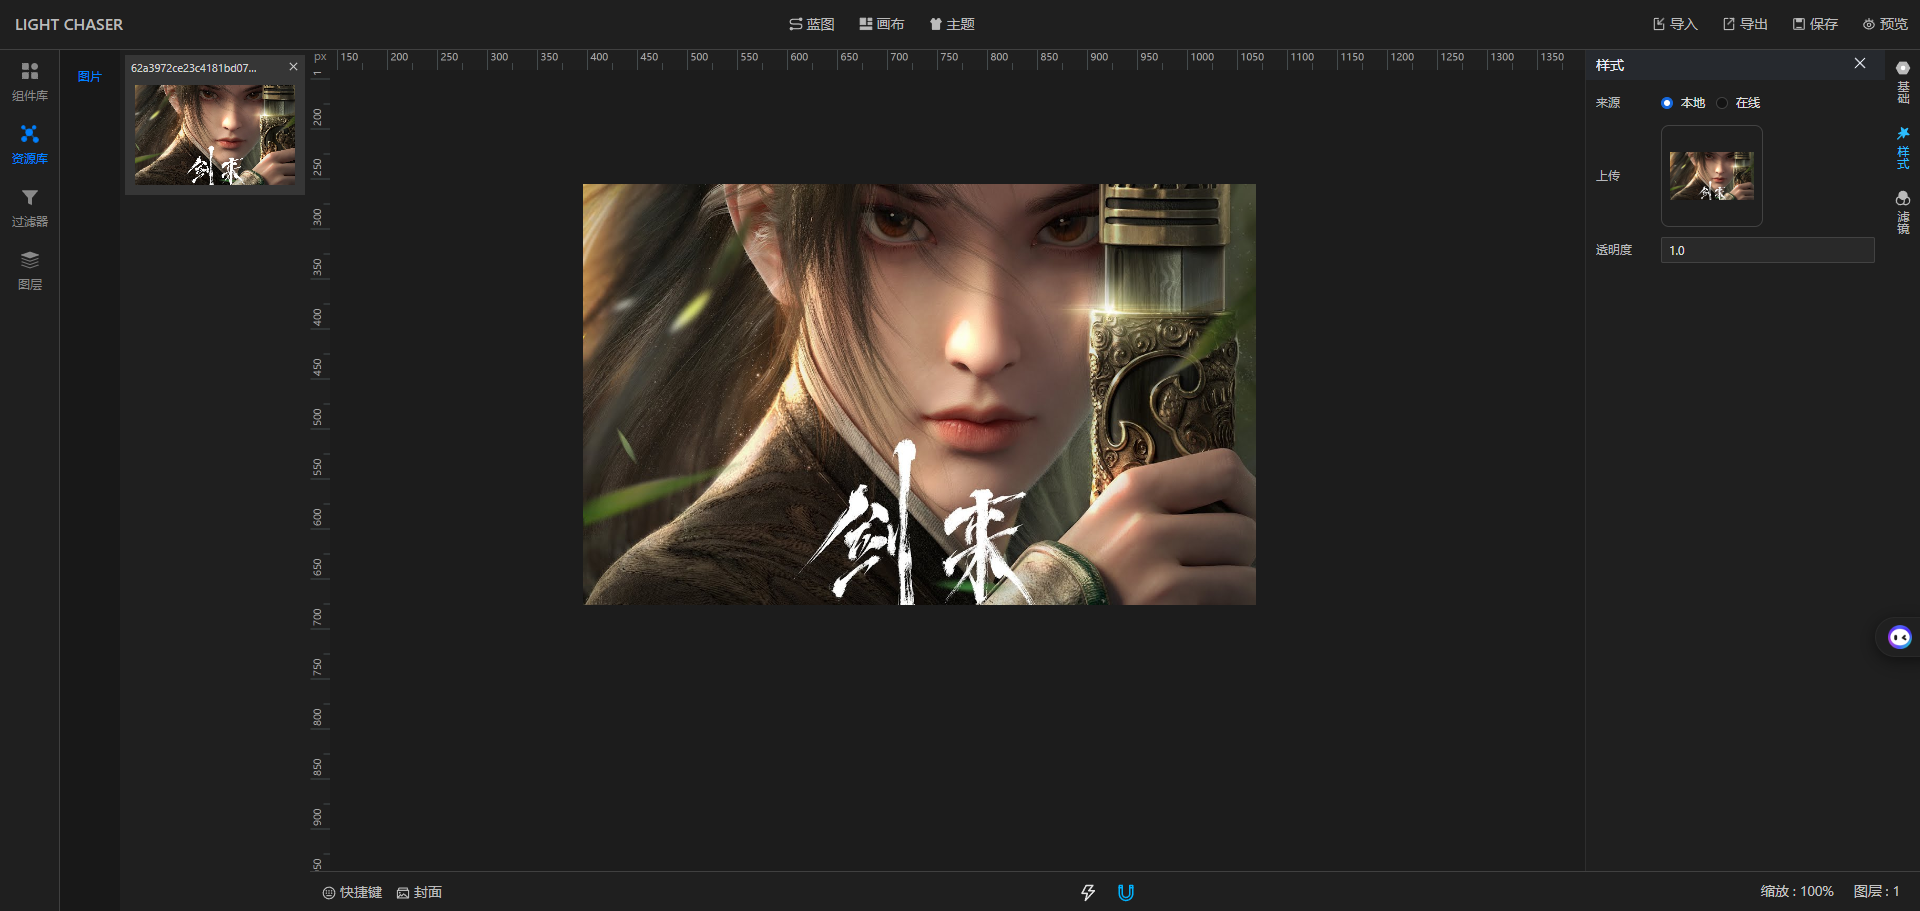 LIGHT CHASER
蓝图
画布
主题
导入
导出
保存
预览
组件库
资源库
过滤器
图层
图片
62a3972ce23c4181bd07...
px
150 200 250 300 350 400 450 500 550 600 650 700 750 800 850 900 950 1000 1050 1100 1150 1200 1250 1300 1350
200
250
300
350
400
450
500
550
600
650
700
750
800
850
900
剑来
剑来
样式
来源
本地
在线
上传
剑来
透明度
1.0
基础
样式
滤镜
快捷键
封面
缩放 : 100%
图层 : 1